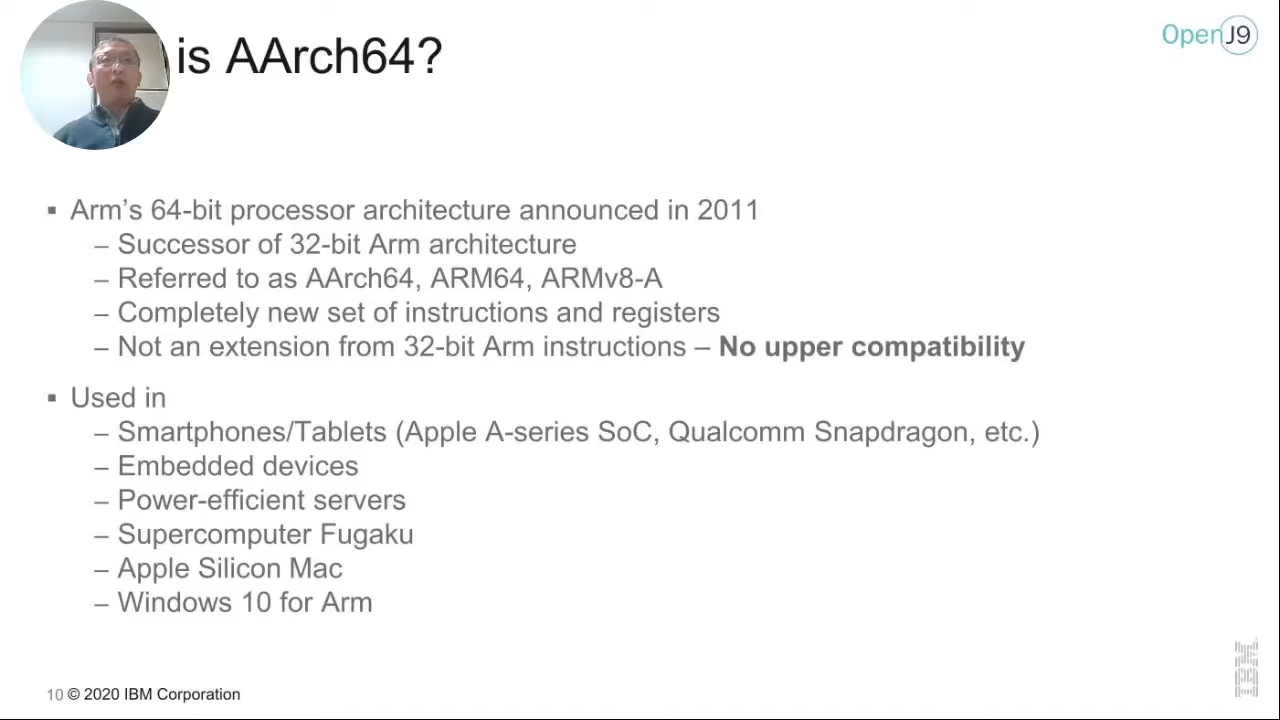 is AArch64?
OpenJ9
▪ Arm’s 64-bit processor architecture announced in 2011
– Successor of 32-bit Arm architecture
– Referred to as AArch64, ARM64, ARMv8-A
– Completely new set of instructions and registers
– Not an extension from 32-bit Arm instructions – No upper compatibility
▪ Used in
– Smartphones/Tablets (Apple A-series SoC, Qualcomm Snapdragon, etc.)
– Embedded devices
– Power-efficient servers
– Supercomputer Fugaku
– Apple Silicon Mac
– Windows 10 for Arm
10 © 2020 IBM Corporation
IBM